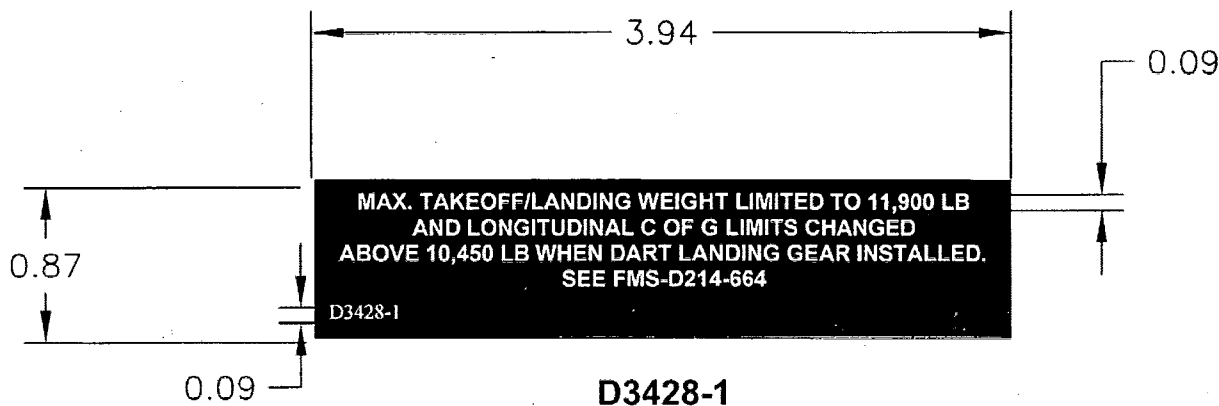 3.94
0.09
MAX. TAKEOFF/LANDING WEIGHT LIMITED TO 11,900 LB
AND LONGITUDINAL C OF G LIMITS CHANGED
ABOVE 10,450 LB WHEN DART LANDING GEAR INSTALLED.
SEE FMS-D214-664
0.87
D3428-1
0.09
D3428-1